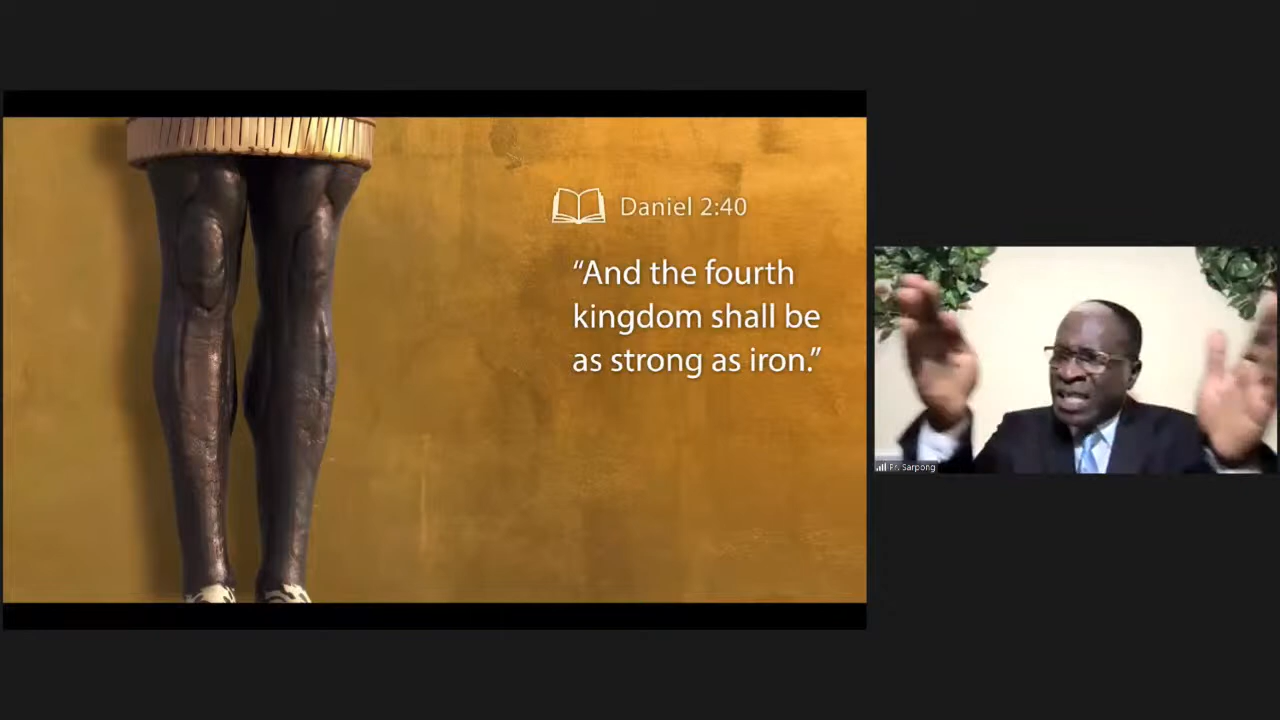 Daniel 2:40
“And the fourth
kingdom shall be
as strong as iron.”
Pr. Sarpong